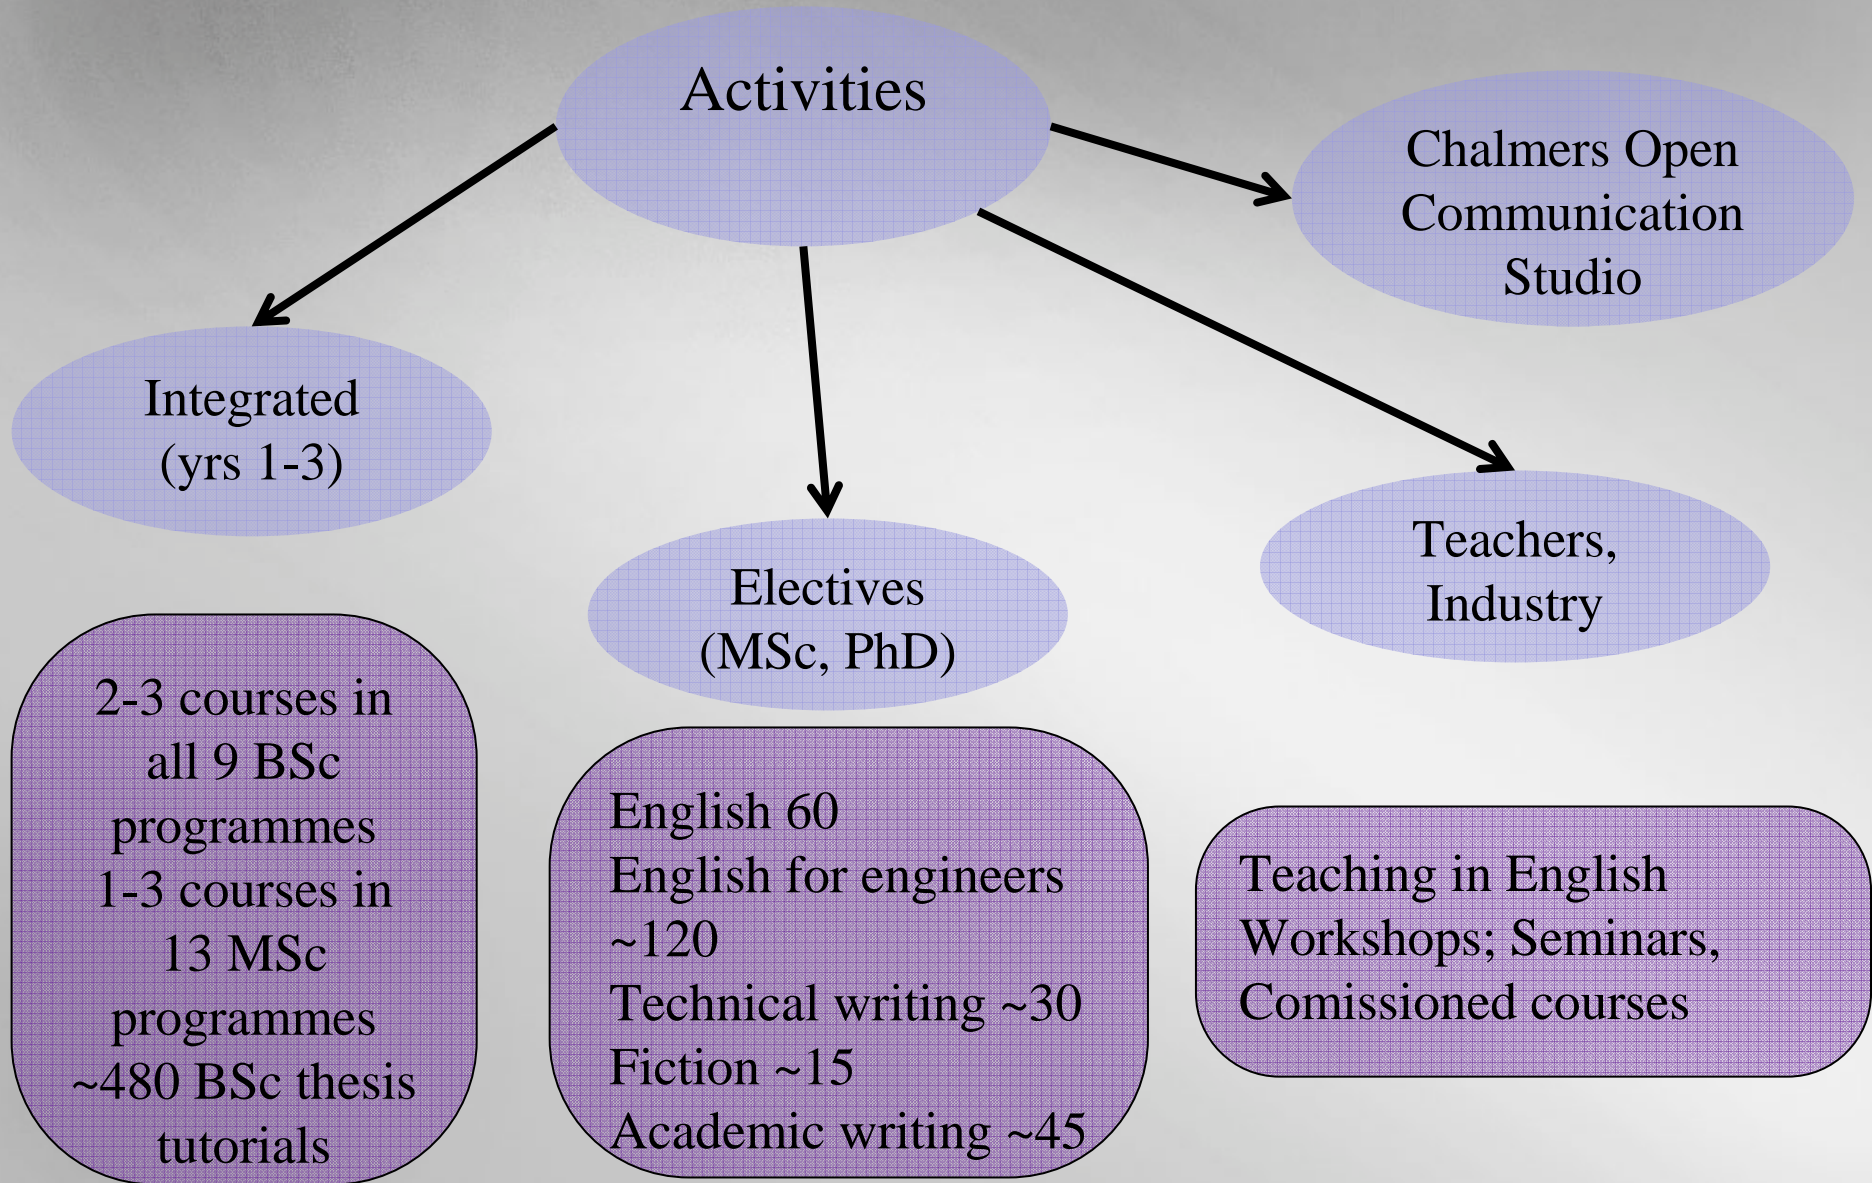 Activities
Chalmers Open
Communication
Studio
Integrated
(yrs 1-3)
Electives
(MSc, PhD)
Teachers,
Industry
2-3 courses in
all 9 BSc
programmes
1-3 courses in
13 MSc
programmes
~480 BSc thesis
tutorials
English 60
English for engineers
~120
Technical writing ~30
Fiction ~15
Academic writing ~45
Teaching in English
Workshops; Seminars,
Comissioned courses